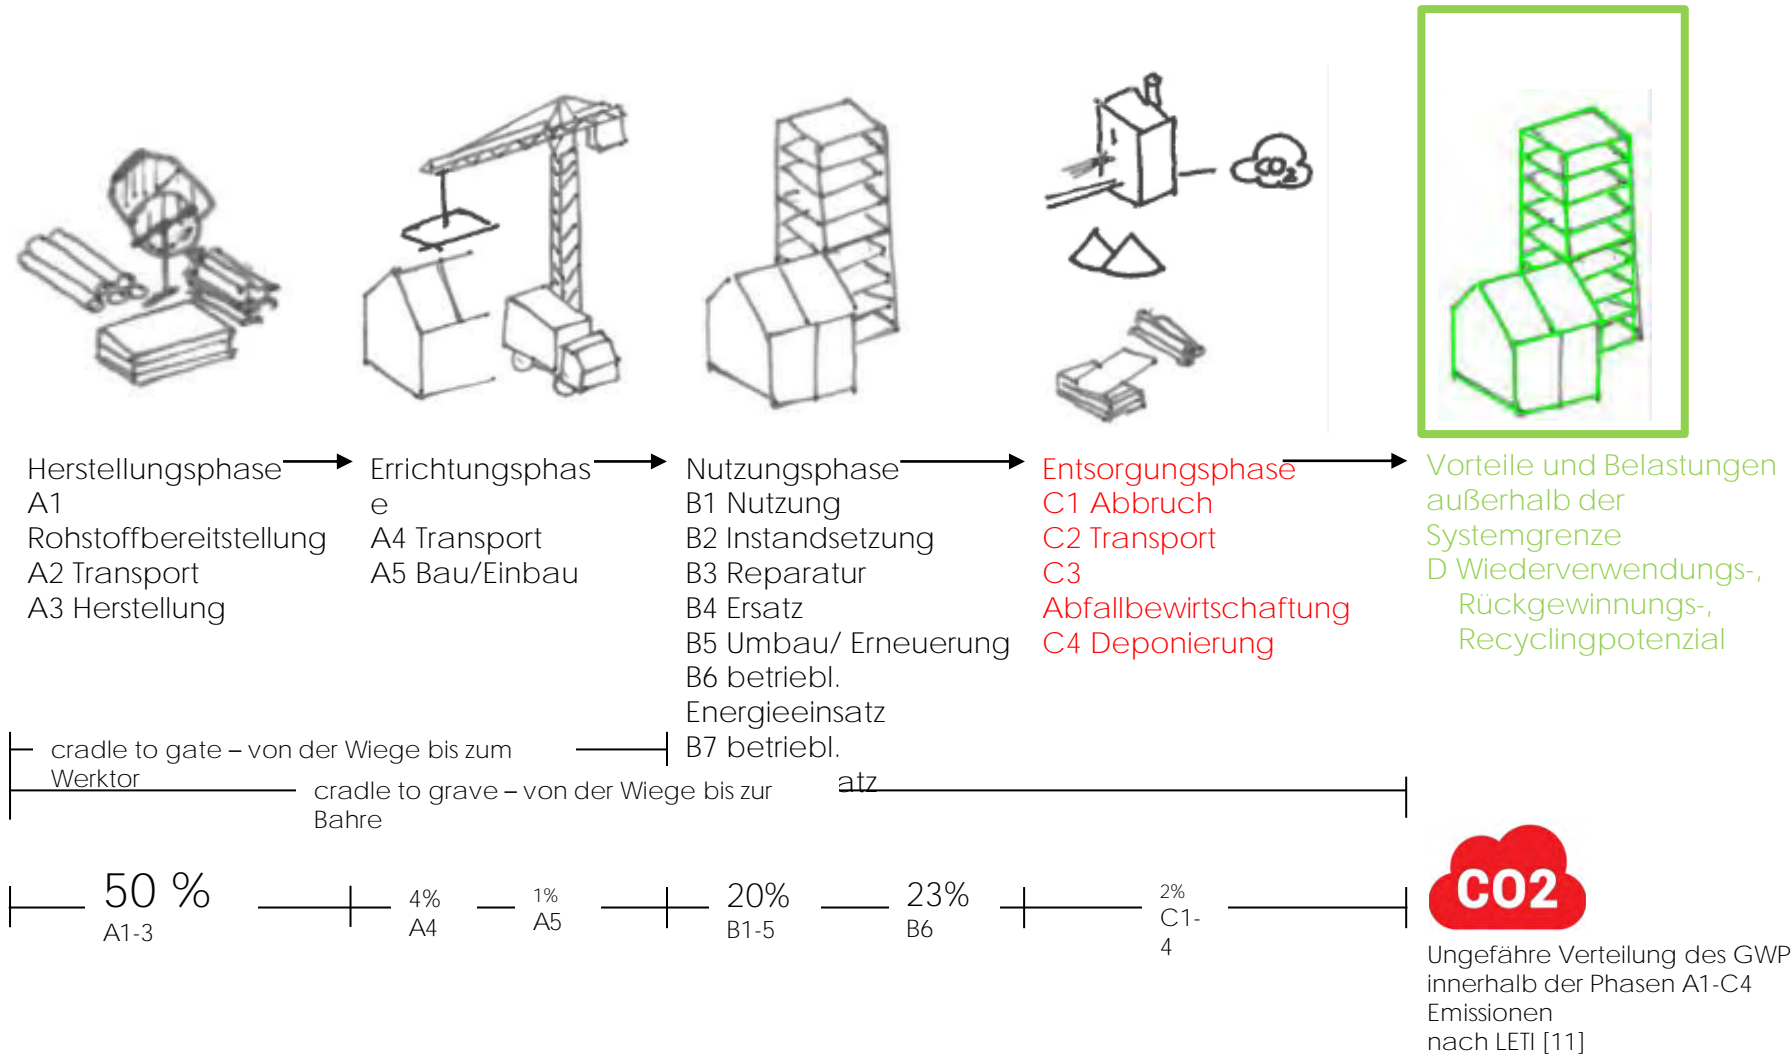 CO2
Herstellungsphase
A1
Rohstoffbereitstellung
A2 Transport
A3 Herstellung
Errichtungsphas
e
A4 Transport
A5 Bau/Einbau
Nutzungsphase
B1 Nutzung
B2 Instandsetzung
B3 Reparatur
B4 Ersatz
B5 Umbau/ Erneuerung
B6 betriebl.
Energieeinsatz
B7 betriebl.
atz
Entsorgungsphase
C1 Abbruch
C2 Transport
C3
Abfallbewirtschaftung
C4 Deponierung
Vorteile und Belastungen
außerhalb der
Systemgrenze
D Wiederverwendungs-,
Rückgewinnungs-,
Recyclingpotenzial
cradle to gate – von der Wiege bis zum
Werktor
cradle to grave – von der Wiege bis zur
Bahre
50 %
A1-3
4%
A4
1%
A5
20%
B1-5
23%
B6
2%
C1-
4
CO2
Ungefähre Verteilung des GWP
innerhalb der Phasen A1-C4
Emissionen
nach LETI [11]